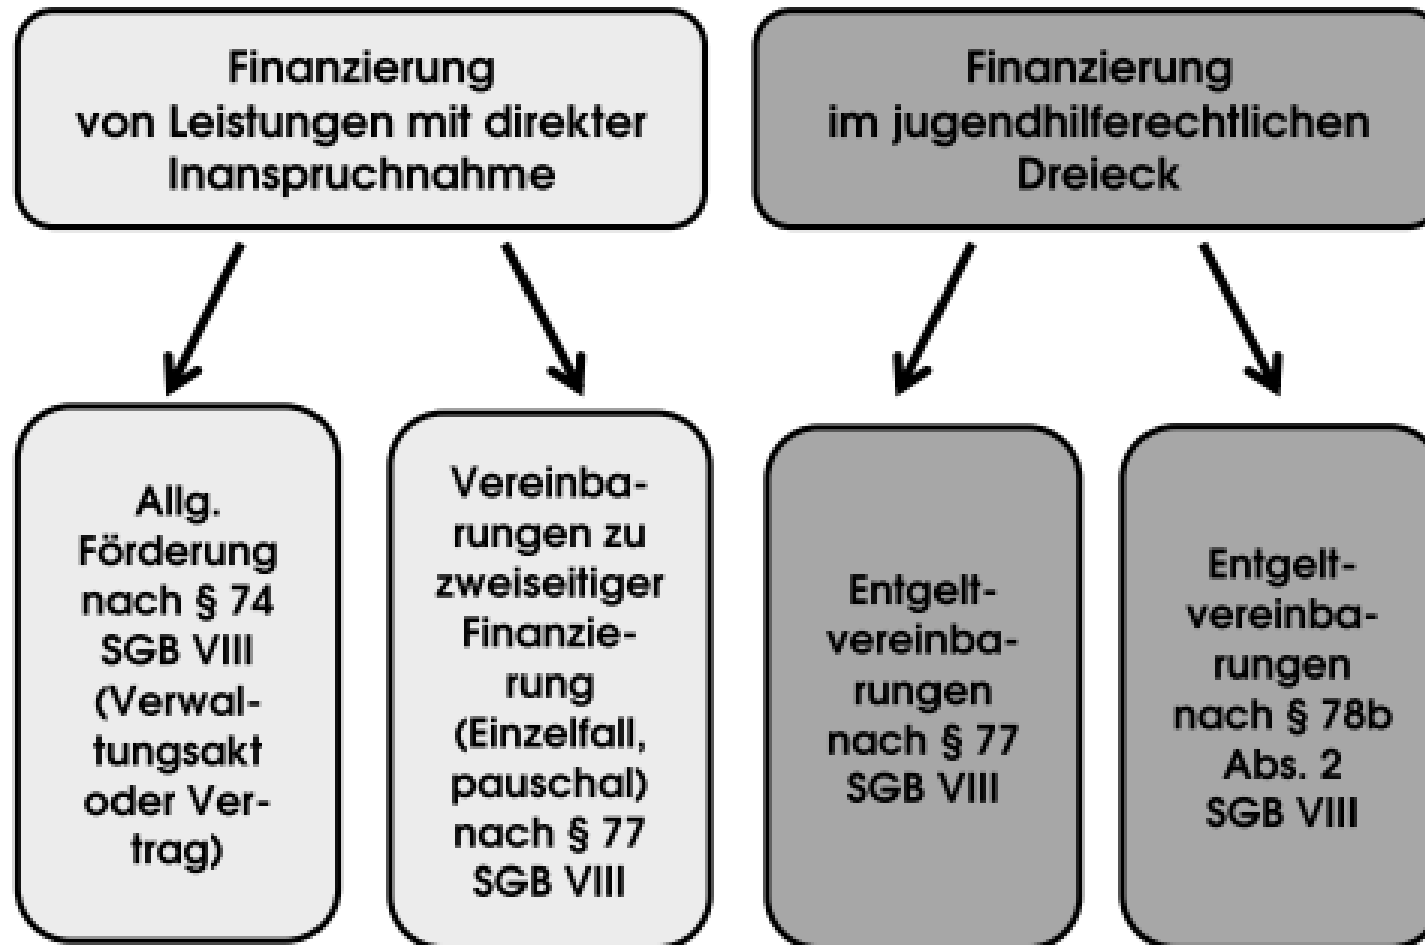 Finanzierung
von Leistungen mit direkter
Inanspruchnahme
Finanzierung
im jugendhilferechtlichen
Dreieck
Allg.
Förderung
nach § 74
SGB VIII
(Verwal-
tungsakt
oder Ver-
trag)
Vereinba-
rungen zu
zweiseitiger
Finanzie-
rung
(Einzelfall,
pauschal)
nach § 77
SGB VIII
Entgelt-
vereinba-
rungen
nach § 77
SGB VIII
Entgelt-
vereinba-
rungen
nach § 78b
Abs. 2
SGB VIII